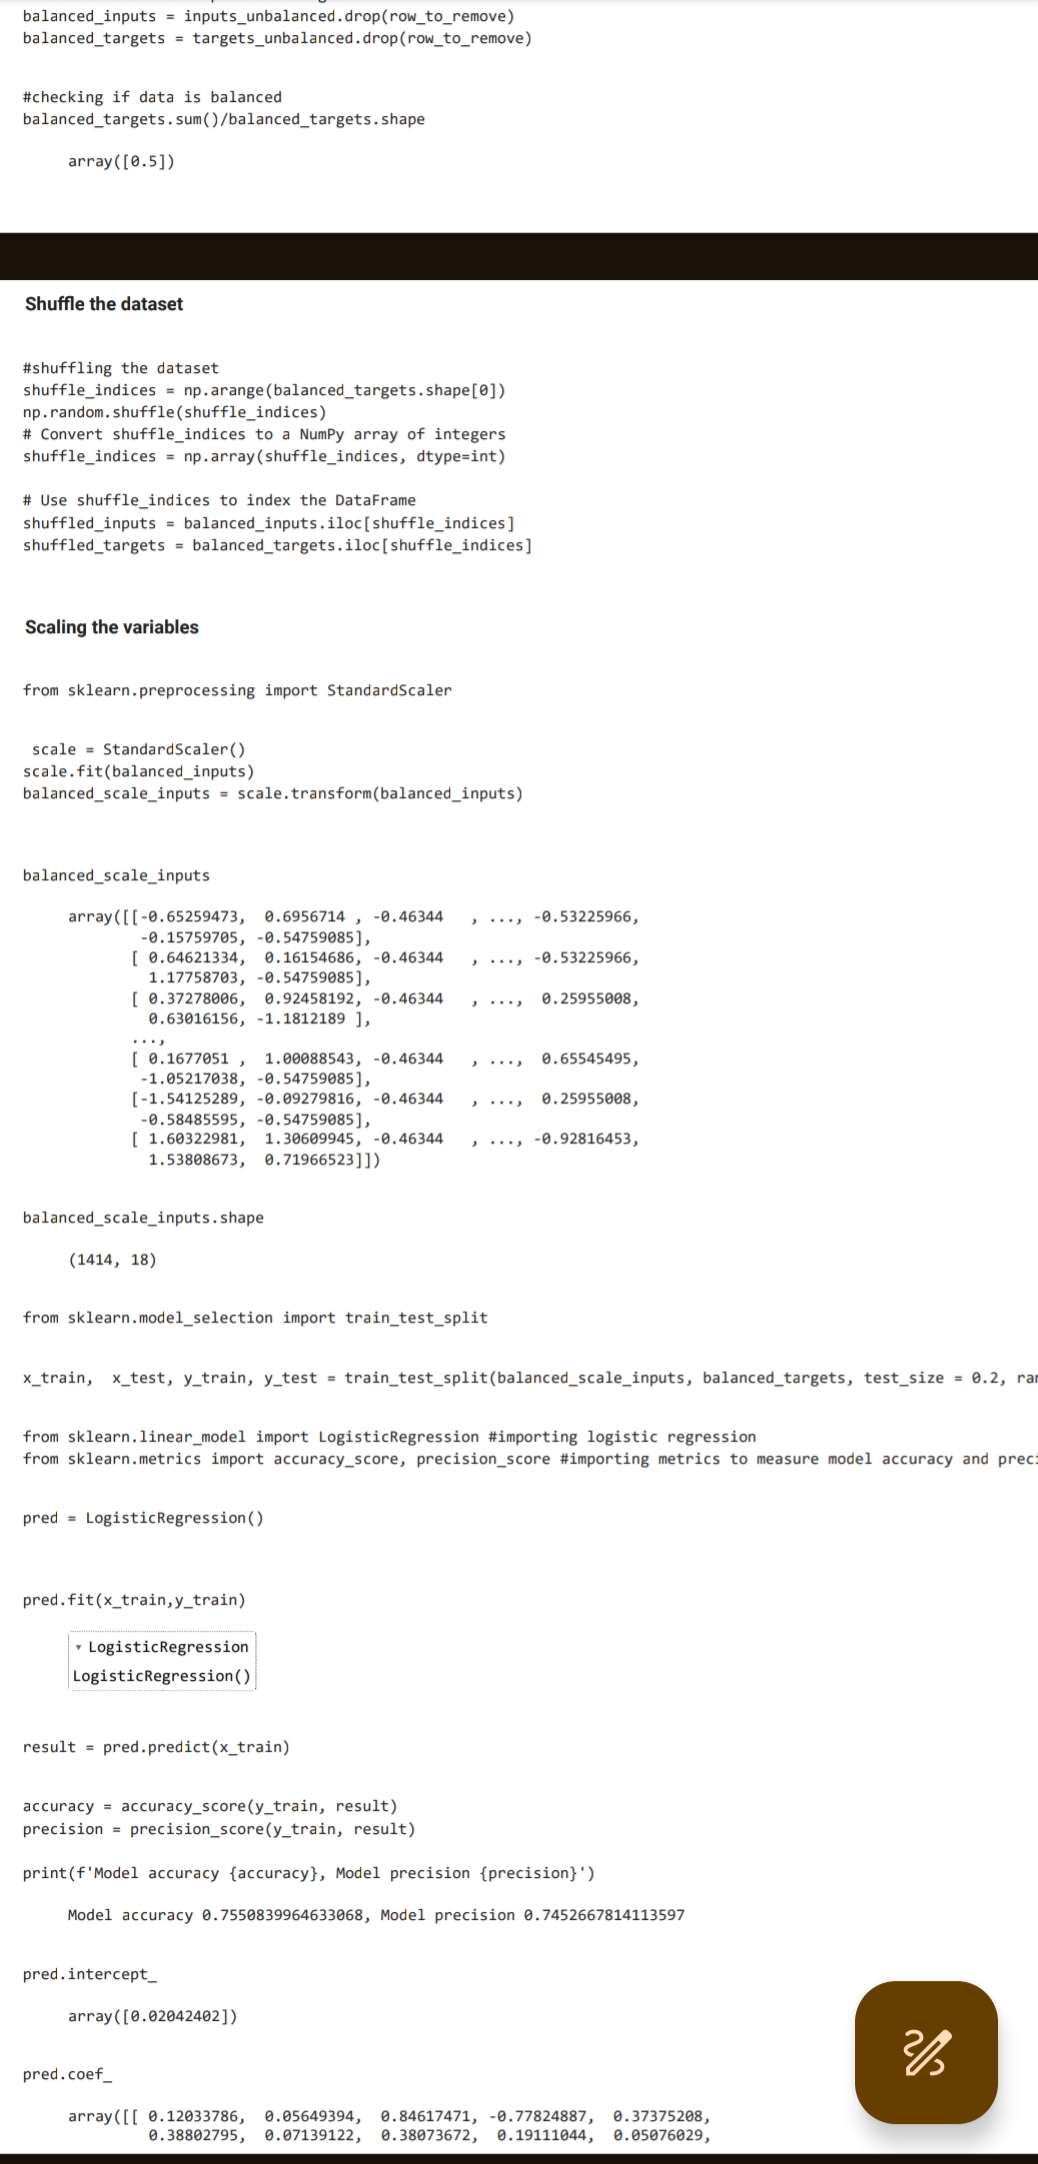 balanced_inputs = inputs_unbalanced.drop(row_to_remove)
balanced_targets = targets_unbalanced.drop(row_to_remove)
#checking if data is balanced
balanced_targets.sum()/balanced_targets.shape
array([0.5])
Shuffle the dataset
#shuffling the dataset
shuffle_indices = np.arange(balanced_targets.shape[0])
np.random.shuffle(shuffle_indices)
# Convert shuffle_indices to a NumPy array of integers
shuffle_indices = np.array(shuffle_indices, dtype=int)
# Use shuffle_indices to index the DataFrame
shuffled_inputs = balanced_inputs.iloc[shuffle_indices]
shuffled_targets = balanced_targets.iloc[shuffle_indices]
Scaling the variables
from sklearn.preprocessing import StandardScaler
scale = StandardScaler()
scale.fit(balanced_inputs)
balanced_scale_inputs = scale.transform(balanced_inputs)
balanced_scale_inputs
array([[-0.65259473,  0.6956714 , -0.46344   , ..., -0.53225966,
-0.15759705, -0.54759085],
[ 0.64621334,  0.16154686, -0.46344   , ..., -0.53225966,
1.17758703, -0.54759085],
[ 0.37278006,  0.92458192, -0.46344   , ...,  0.25955008,
0.63016156, -1.1812189 ],
...,
[ 0.1677051 ,  1.00088543, -0.46344   , ...,  0.65545495,
-1.05217038, -0.54759085],
[-1.54125289, -0.09279816, -0.46344   , ...,  0.25955008,
-0.58485595, -0.54759085],
[ 1.60322981,  1.30609945, -0.46344   , ..., -0.92816453,
1.53808673,  0.71966523]])
balanced_scale_inputs.shape
(1414, 18)
from sklearn.model_selection import train_test_split
x_train,  x_test, y_train, y_test = train_test_split(balanced_scale_inputs, balanced_targets, test_size = 0.2,
from sklearn.linear_model import LogisticRegression #importing logistic regression
from sklearn.metrics import accuracy_score, precision_score #importing metrics to measure model accuracy and
pred = LogisticRegression()
pred.fit(x_train,y_train)
▾ LogisticRegression
LogisticRegression()
result = pred.predict(x_train)
accuracy = accuracy_score(y_train, result)
precision = precision_score(y_train, result)
print(f'Model accuracy {accuracy}, Model precision {precision}')
Model accuracy 0.7550839964633068, Model precision 0.7452667814113597
pred.intercept_
array([0.02042402])
pred.coef_
array([[ 0.12033786,  0.05649394,  0.84617471, -0.77824887,  0.37375208,
0.38802795,  0.07139122,  0.38073672,  0.19111044,  0.05076029,